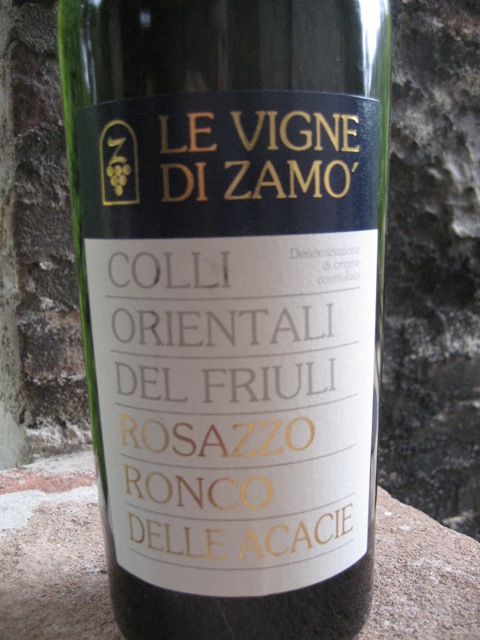 Z
LE VIGNE
DI ZAMO´
COLLI
Denominazione
di origine
controllata
ORIENTALI
DEL FRIULI
ROSAZZO
RONCO
DELLE ACACIE